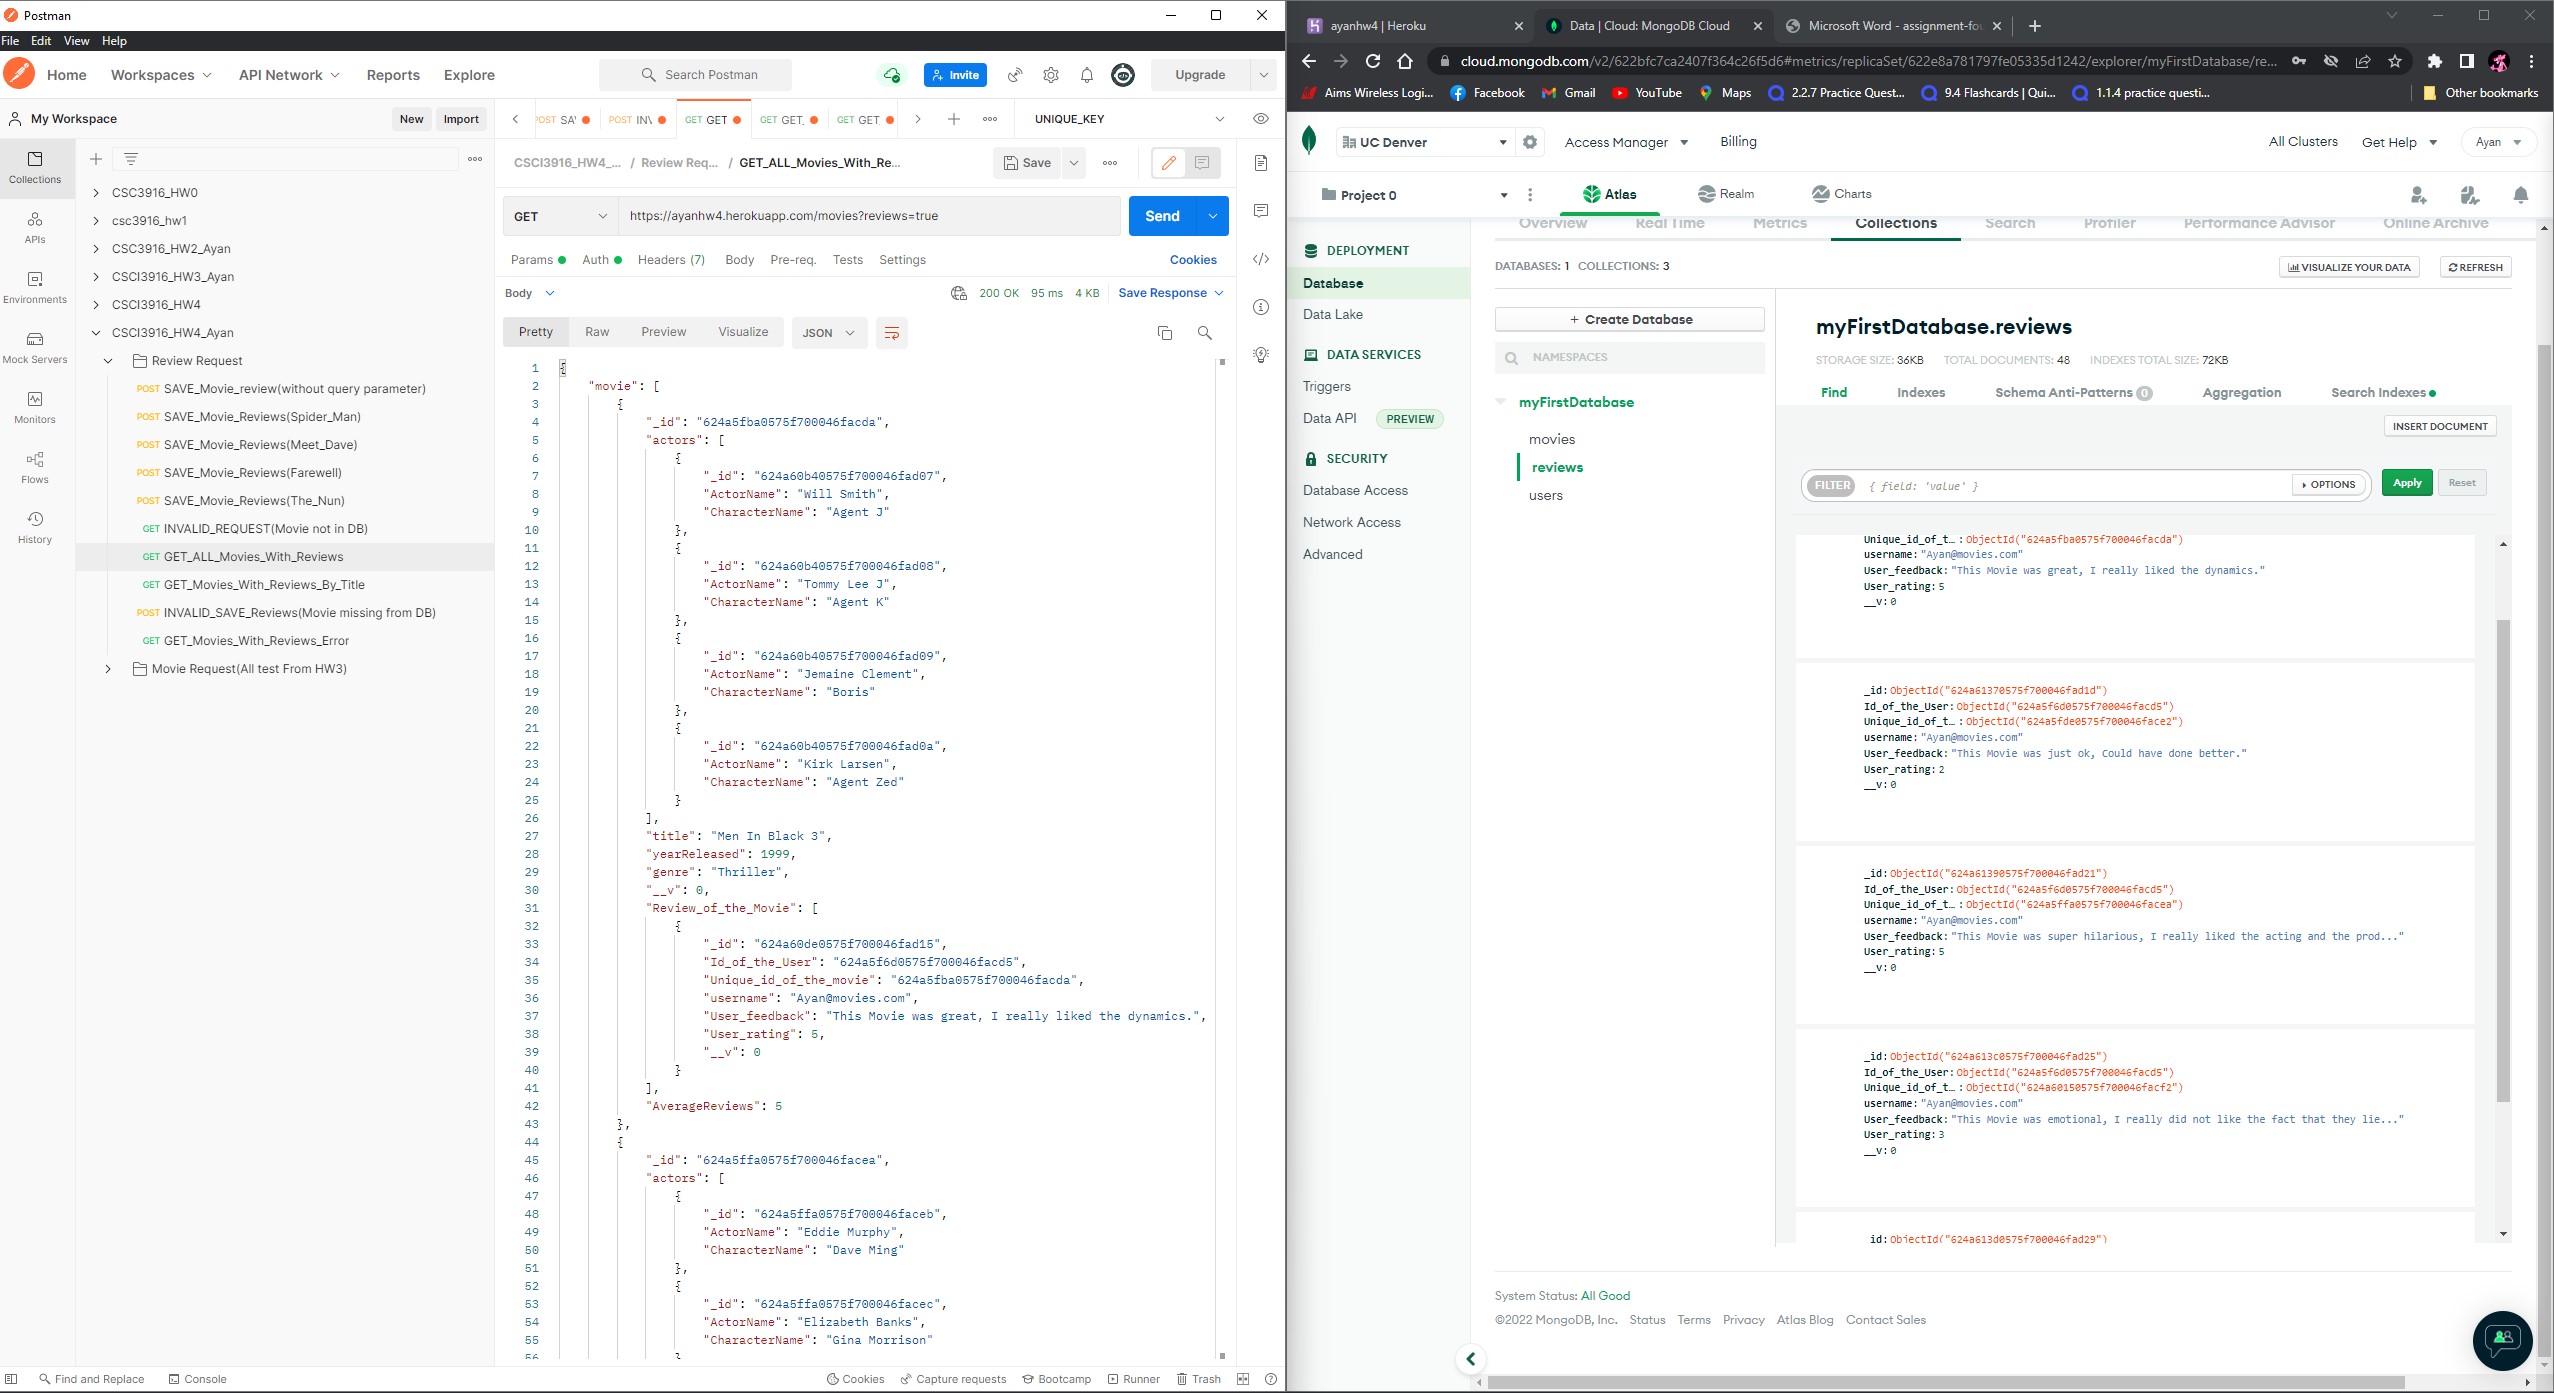 Postman
File Edit View Help
Home Workspaces API Network Reports Explore Search Postman Invite Upgrade
My Workspace New Import
POST SA POST IN GET GET GET GET. GET GET. UNIQUE_KEY
CSCI3916_HW4_... / Review Req... / GET_ALL_Movies_With_Re... Save
GET https://ayanhw4.herokuapp.com/movies?reviews=true Send
Params Auth Headers (7) Body Pre-req. Tests Settings Cookies
Body 200 OK 95 ms 4 KB Save Response
Pretty Raw Preview Visualize JSON
Collections
APIs
Environments
Mock Servers
Monitors
Flows
History
CSC3916_HW0
csc3916_hw1
CSC3916_HW2_Ayan
CSCI3916_HW3_Ayan
CSCI3916_HW4
CSCI3916_HW4_Ayan
Review Request
POST SAVE_Movie_review(without query parameter)
POST SAVE_Movie_Reviews(Spider_Man)
POST SAVE_Movie_Reviews(Meet_Dave)
POST SAVE_Movie_Reviews(Farewell)
POST SAVE_Movie_Reviews(The_Nun)
GET INVALID_REQUEST(Movie not in DB)
GET GET_ALL_Movies_With_Reviews
GET GET_Movies_With_Reviews_By_Title
POST INVALID_SAVE_Reviews(Movie missing from DB)
GET GET_Movies_With_Reviews_Error
Movie Request(All test From HW3)
1 {
2 "movie": [
3 {
4 "_id": "624a5fba0575f700046facda",
5 "actors": [
6 {
7 "_id": "624a60b40575f700046fad07",
8 "ActorName": "Will Smith",
9 "CharacterName": "Agent J"
10 },
11 {
12 "_id": "624a60b40575f700046fad08",
13 "ActorName": "Tommy Lee J",
14 "CharacterName": "Agent K"
15 },
16 {
17 "_id": "624a60b40575f700046fad09",
18 "ActorName": "Jemaine Clement",
19 "CharacterName": "Boris"
20 },
21 {
22 "_id": "624a60b40575f700046fad0a",
23 "ActorName": "Kirk Larsen",
24 "CharacterName": "Agent Zed"
25 }
26 ],
27 "title": "Men In Black 3",
28 "yearReleased": 1999,
29 "genre": "Thriller",
30 "__v": 0,
31 "Review_of_the_Movie": [
32 {
33 "_id": "624a60de0575f700046fad15",
34 "Id_of_the_User": "624a5f6d0575f700046facd5",
35 "Unique_id_of_the_movie": "624a5fba0575f700046facda",
36 "username": "Ayan@movies.com",
37 "User_feedback": "This Movie was great, I really liked the dynamics.",
38 "User_rating": 5,
39 "__v": 0
40 }
41 ],
42 "AverageReviews": 5
43 },
44 {
45 "_id": "624a5ffa0575f700046facea",
46 "actors": [
47 {
48 "_id": "624a5ffa0575f700046faceb",
49 "ActorName": "Eddie Murphy",
50 "CharacterName": "Dave Ming"
51 },
52 {
53 "_id": "624a5ffa0575f700046facec",
54 "ActorName": "Elizabeth Banks",
55 "CharacterName": "Gina Morrison"
56 }
Find and Replace Console Cookies Capture requests Bootcamp Runner Trash
ayanhw4 | Heroku Data | Cloud: MongoDB Cloud Microsoft Word - assignment-fou
cloud.mongodb.com/v2/622bfc7ca2407f364c26f5d6#metrics/replicaSet/622e8a781797fe05335d1242/explorer/myFirstDatabase/re...
Aims Wireless Logi... Facebook Gmail YouTube Maps 2.2.7 Practice Quest... 9.4 Flashcards | Qui... 1.1.4 practice questi... Other bookmarks
UC Denver Access Manager Billing All Clusters Get Help Ayan
Project 0 Atlas Realm Charts
Overview Real Time Metrics Collections Search Profiler Performance Advisor Online Archive
DEPLOYMENT
Database
Data Lake
DATA SERVICES
Triggers
Data API PREVIEW
SECURITY
Database Access
Network Access
Advanced
DATABASES: 1 COLLECTIONS: 3 VISUALIZE YOUR DATA REFRESH
+ Create Database
NAMESPACES
myFirstDatabase
movies
reviews
users
myFirstDatabase.reviews
STORAGE SIZE: 36KB TOTAL DOCUMENTS: 48 INDEXES TOTAL SIZE: 72KB
Find Indexes Schema Anti-Patterns 0 Aggregation Search Indexes
INSERT DOCUMENT
FILTER { field: 'value' } OPTIONS Apply Reset
Unique_id_of_t… : ObjectId("624a5fba0575f700046facda")
username: "Ayan@movies.com"
User_feedback: "This Movie was great, I really liked the dynamics."
User_rating: 5
__v: 0
_id: ObjectId("624a61370575f700046fad1d")
Id_of_the_User: ObjectId("624a5f6d0575f700046facd5")
Unique_id_of_t… : ObjectId("624a5fde0575f700046face2")
username: "Ayan@movies.com"
User_feedback: "This Movie was just ok, Could have done better."
User_rating: 2
__v: 0
_id: ObjectId("624a61390575f700046fad21")
Id_of_the_User: ObjectId("624a5f6d0575f700046facd5")
Unique_id_of_t… : ObjectId("624a5ffa0575f700046facea")
username: "Ayan@movies.com"
User_feedback: "This Movie was super hilarious, I really liked the acting and the prod..."
User_rating: 5
__v: 0
_id: ObjectId("624a613c0575f700046fad25")
Id_of_the_User: ObjectId("624a5f6d0575f700046facd5")
Unique_id_of_t… : ObjectId("624a60150575f700046facf2")
username: "Ayan@movies.com"
User_feedback: "This Movie was emotional, I really did not like the fact that they lie..."
User_rating: 3
__v: 0
_id: ObjectId("624a613d0575f700046fad29")
System Status: All Good
©2022 MongoDB, Inc. Status Terms Privacy Atlas Blog Contact Sales